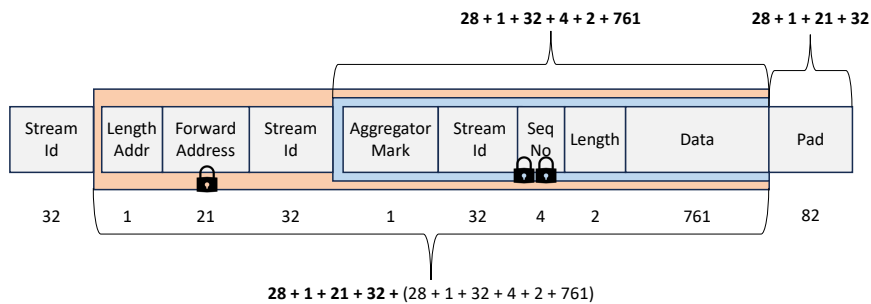 28 + 1 + 32 + 4 + 2 + 761
28 + 1 + 21 + 32
Stream Id
Length Addr
Forward Address
Stream Id
Aggregator Mark
Stream Id
Seq No
Length
Data
Pad
32
1
21
32
1
32
4
2
761
82
28 + 1 + 21 + 32 + (28 + 1 + 32 + 4 + 2 + 761)